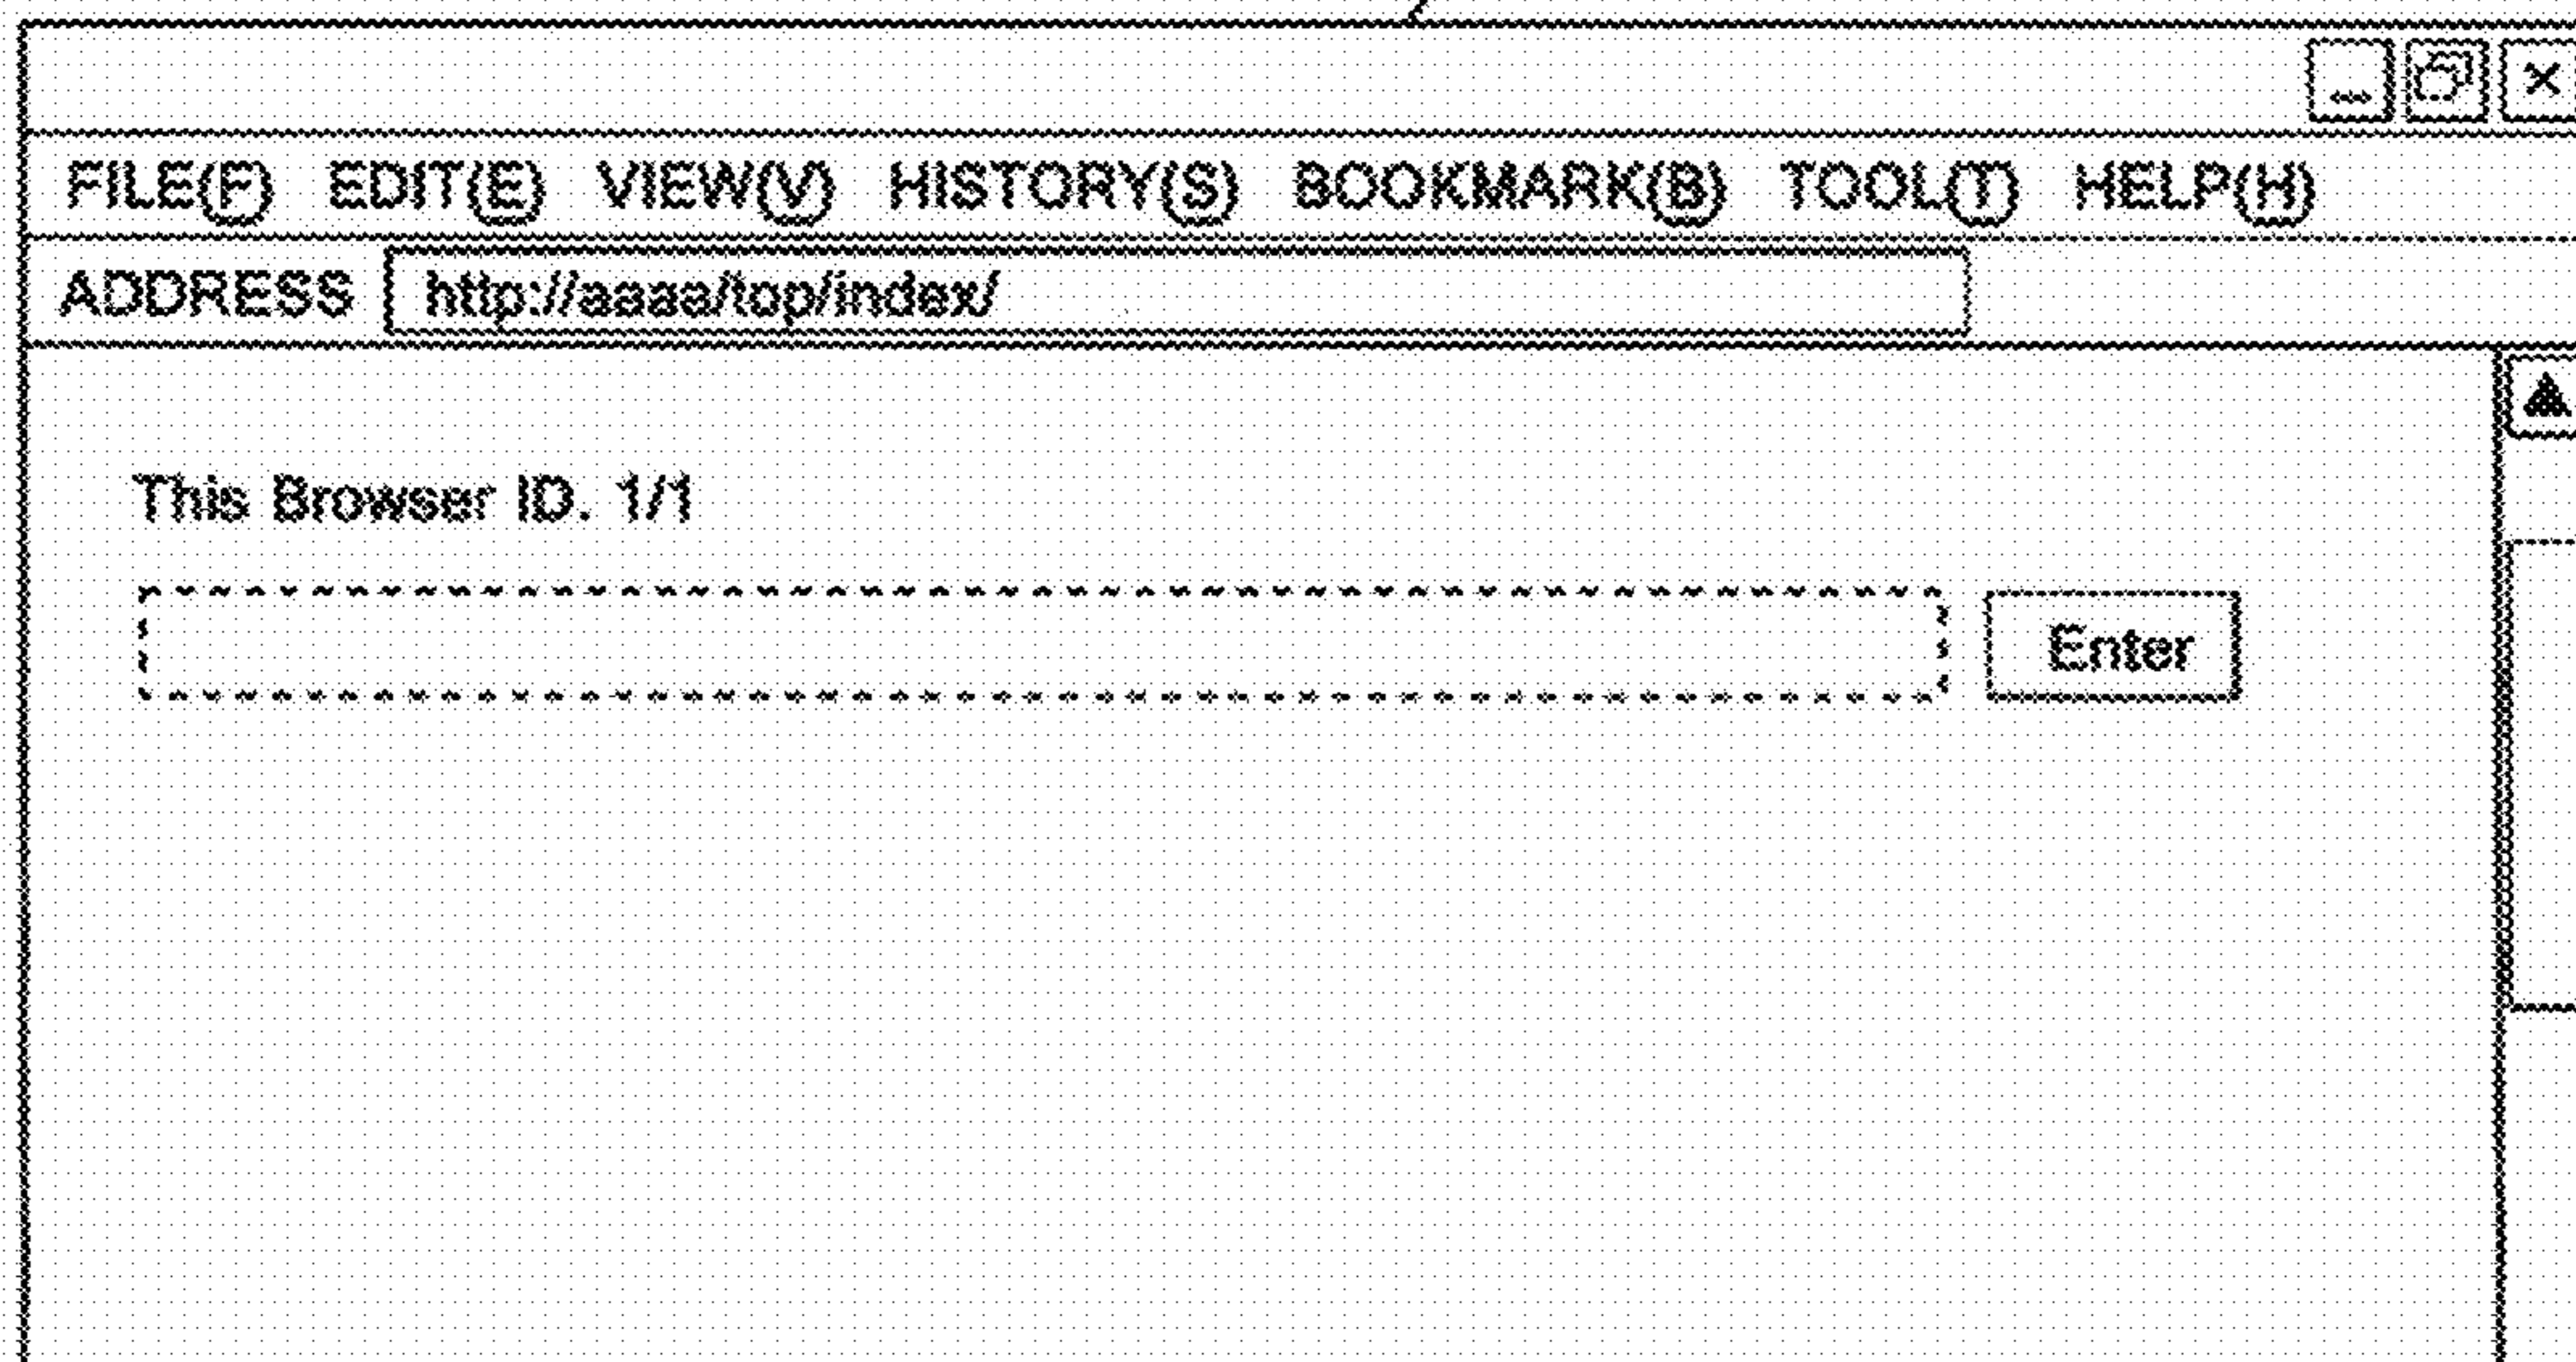 FILE(F) EDIT(E) VIEW(V) HISTORY(S) BOOKMARK(B) TOOL(T) HELP(H)
ADDRESS http://aaaa/top/index/
This Browser ID. 1/1
Enter